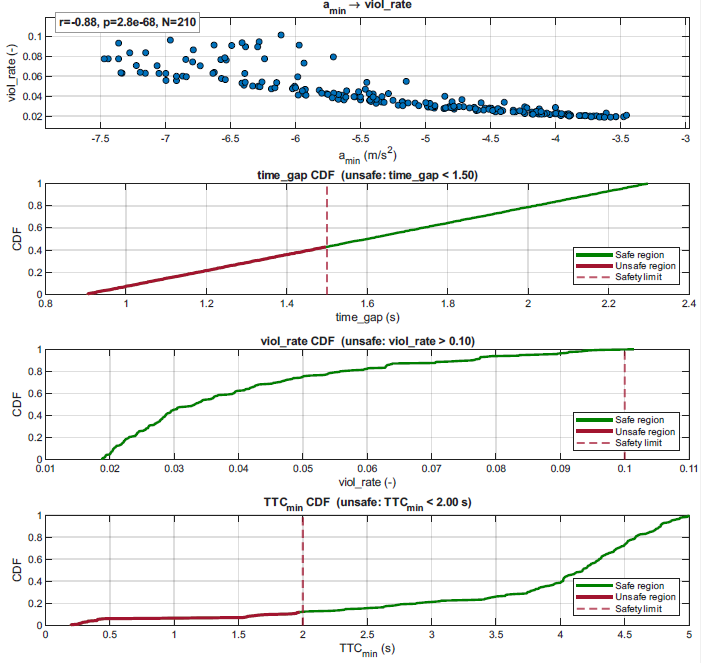 a_min → viol_rate
r=-0.88, p=2.8e-68, N=210
viol_rate (-)
0.1
0.08
0.06
0.04
0.02
-7.5 -7 -6.5 -6 -5.5 -5 -4.5 -4 -3.5 -3
a_min (m/s^2)
time_gap CDF (unsafe: time_gap < 1.50)
CDF
1
0.8
0.6
0.4
0.2
0
Safe region
Unsafe region
Safety limit
0.8 1 1.2 1.4 1.6 1.8 2 2.2 2.4
time_gap (s)
viol_rate CDF (unsafe: viol_rate > 0.10)
CDF
1
0.8
0.6
0.4
0.2
0
Safe region
Unsafe region
Safety limit
0.01 0.02 0.03 0.04 0.05 0.06 0.07 0.08 0.09 0.1 0.11
viol_rate (-)
TTC_min CDF (unsafe: TTC_min < 2.00 s)
CDF
1
0.8
0.6
0.4
0.2
0
Safe region
Unsafe region
Safety limit
0 0.5 1 1.5 2 2.5 3 3.5 4 4.5 5
TTC_min (s)